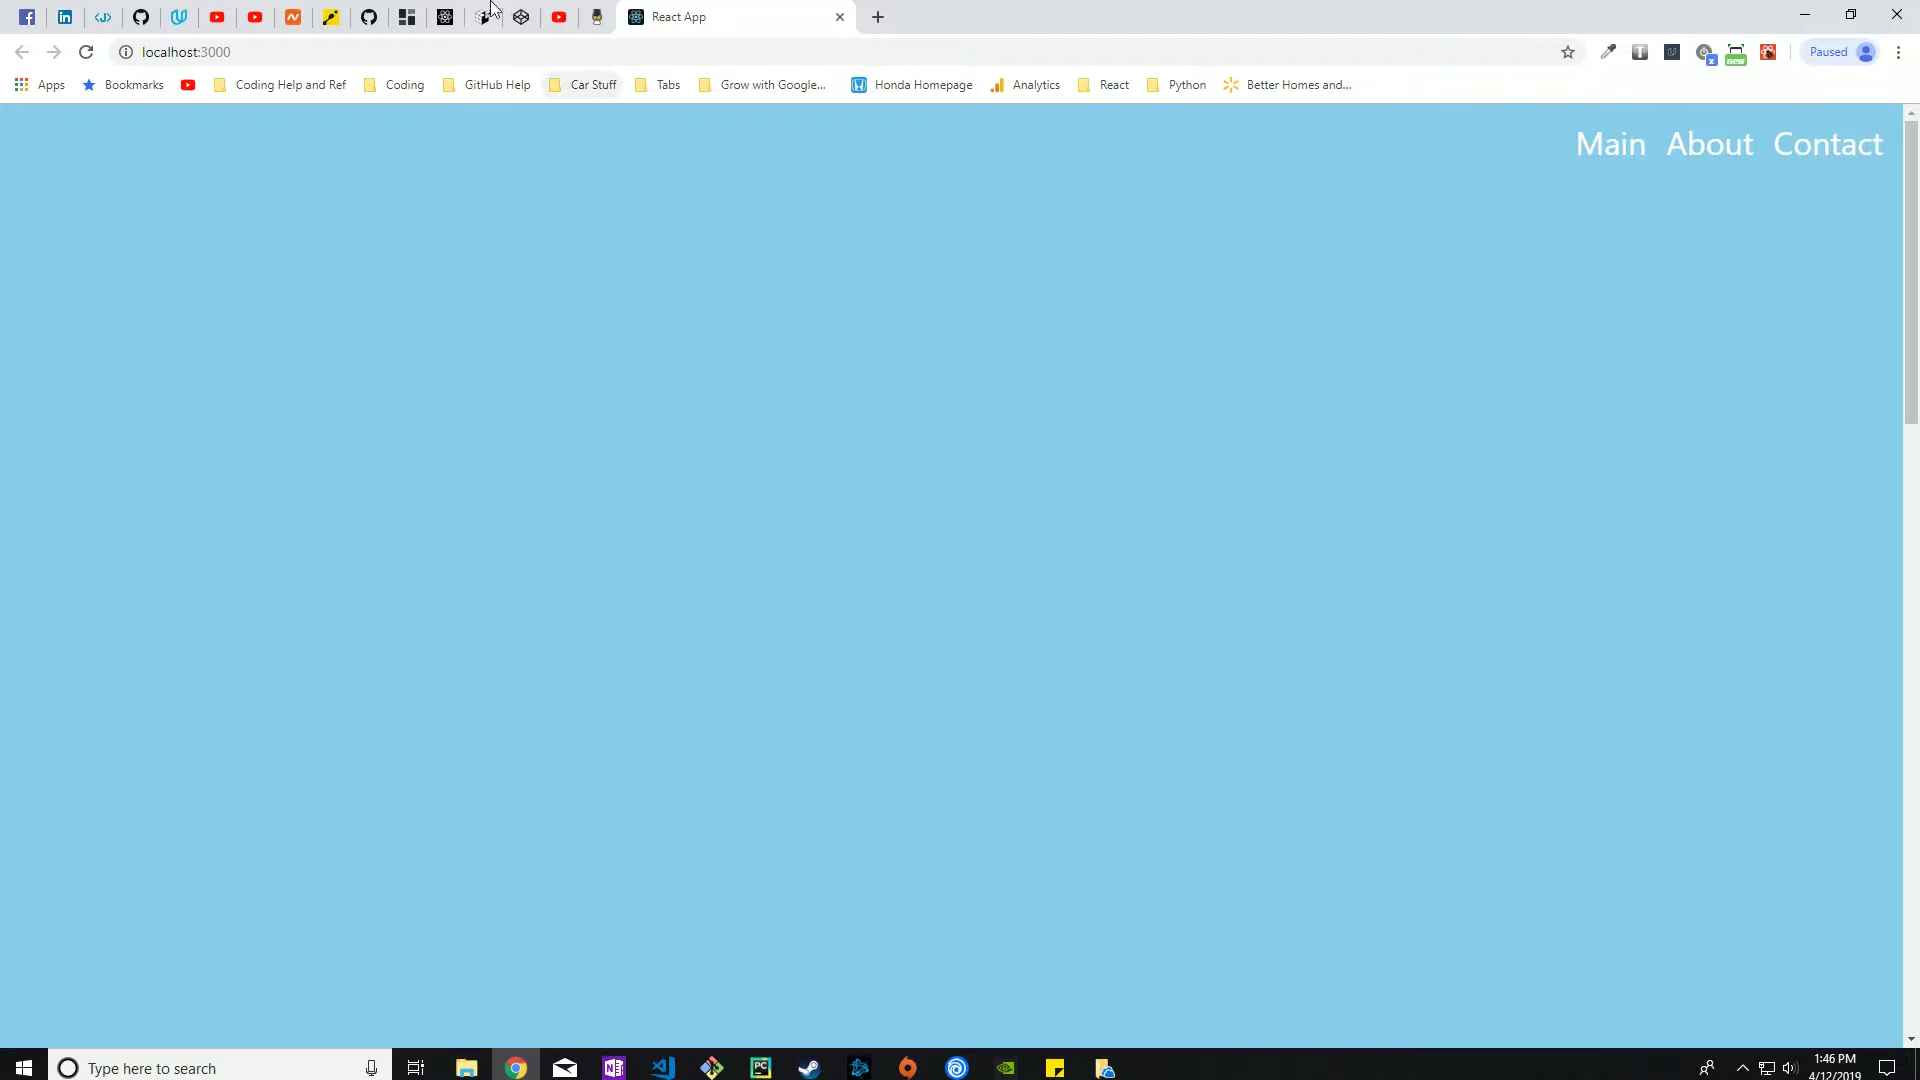 React App
localhost:3000
Paused
Apps Bookmarks Coding Help and Ref Coding GitHub Help Car Stuff Tabs Grow with Google... Honda Homepage Analytics React Python Better Homes and...
new
Main About Contact
Type here to search
1:46 PM
4/12/2019